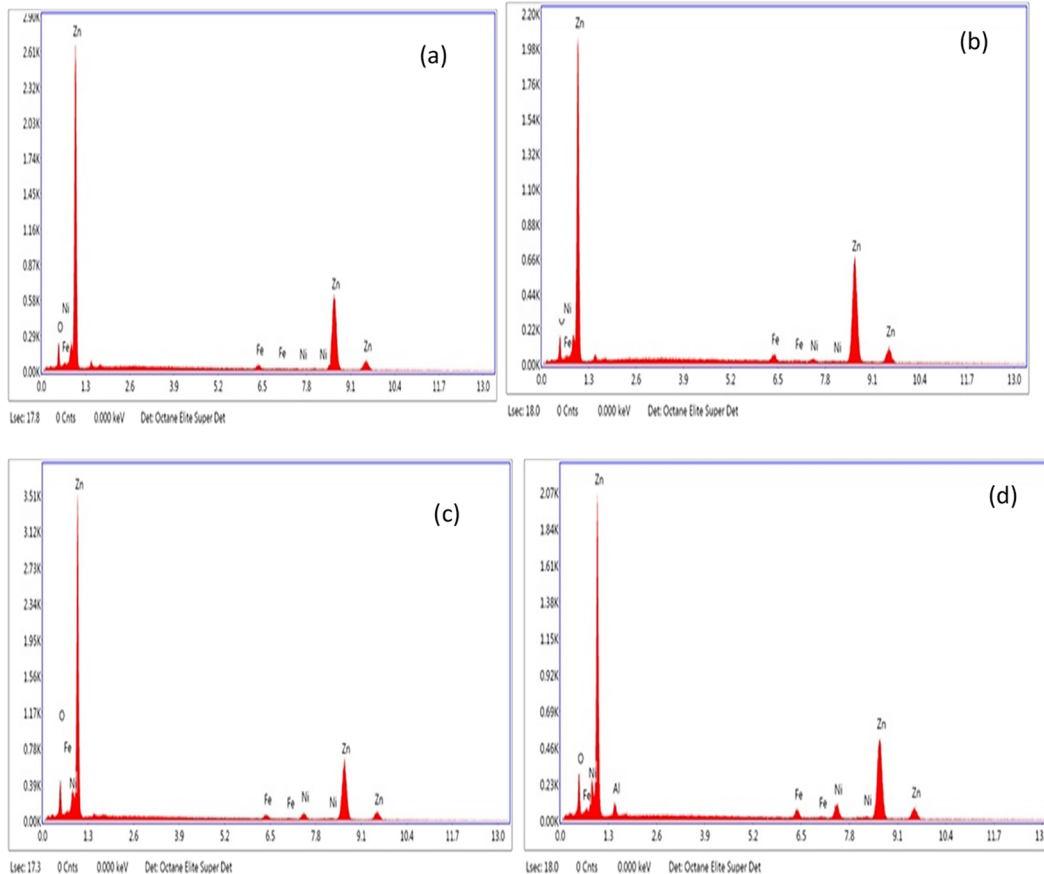 (a)
2.90K
2.61K
2.32K
2.03K
1.74K
1.45K
1.16K
0.87K
0.58K
0.29K
0.00K
Zn
Ni
O
Fe
Fe
Fe
Ni
Ni
Zn
Zn
0.0 1.3 2.6 3.9 5.2 6.5 7.8 9.1 10.4 11.7 13.0
Lsec: 17.8 0 Cnts 0.000 keV Det: Octane Elite Super Det
(b)
2.20K
1.98K
1.76K
1.54K
1.32K
1.10K
0.88K
0.66K
0.44K
0.22K
0.00K
Zn
Ni
Fe
Fe
Fe
Ni
Ni
Zn
Zn
0.0 1.3 2.6 3.9 5.2 6.5 7.8 9.1 10.4 11.7 13.0
Lsec: 18.0 0 Cnts 0.000 keV Det: Octane Elite Super Det
(c)
3.51K
3.12K
2.73K
2.34K
1.95K
1.56K
1.17K
0.78K
0.39K
0.00K
Zn
O
Fe
Ni
Fe
Fe
Ni
Ni
Zn
Zn
0.0 1.3 2.6 3.9 5.2 6.5 7.8 9.1 10.4 11.7 13.0
Lsec: 17.3 0 Cnts 0.000 keV Det: Octane Elite Super Det
(d)
2.07K
1.84K
1.61K
1.38K
1.15K
0.92K
0.69K
0.46K
0.23K
0.00K
Zn
O
Ni
Fe
Al
Fe
Fe
Ni
Ni
Zn
Zn
0.0 1.3 2.6 3.9 5.2 6.5 7.8 9.1 10.4 11.7
Lsec: 18.0 0 Cnts 0.000 keV Det: Octane Elite Super Det